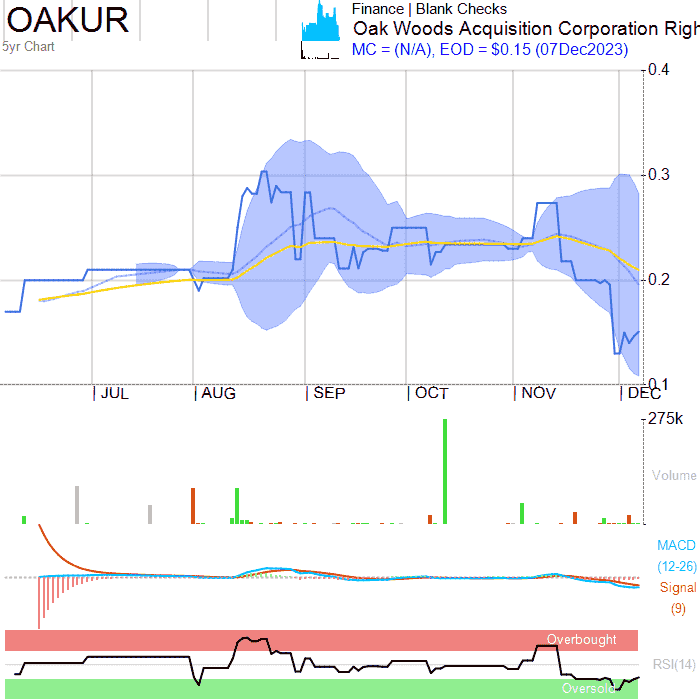 OAKUR
5yr Chart
Finance | Blank Checks
Oak Woods Acquisition Corporation Righ
MC = (N/A), EOD = $0.15 (07Dec2023)
0.4
0.3
0.2
0.1
JUL
AUG
SEP
OCT
NOV
DEC
275k
Volume
MACD
(12-26)
Signal
(9)
Overbought
RSI(14)
Oversold